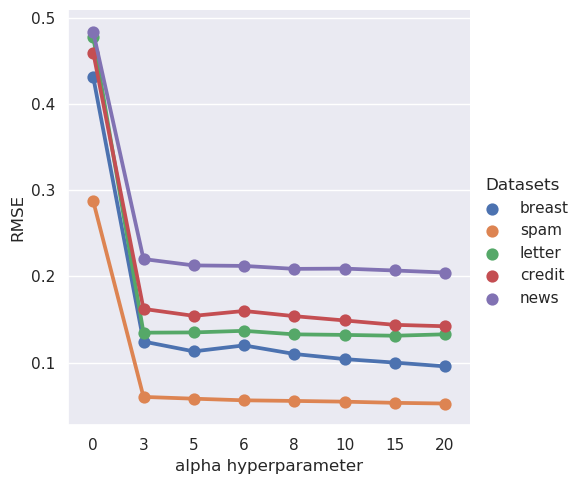 0.5
0.4
0.3
0.2
0.1
RMSE
0 3 5 6 8 10 15 20
alpha hyperparameter
Datasets
breast
spam
letter
credit
news